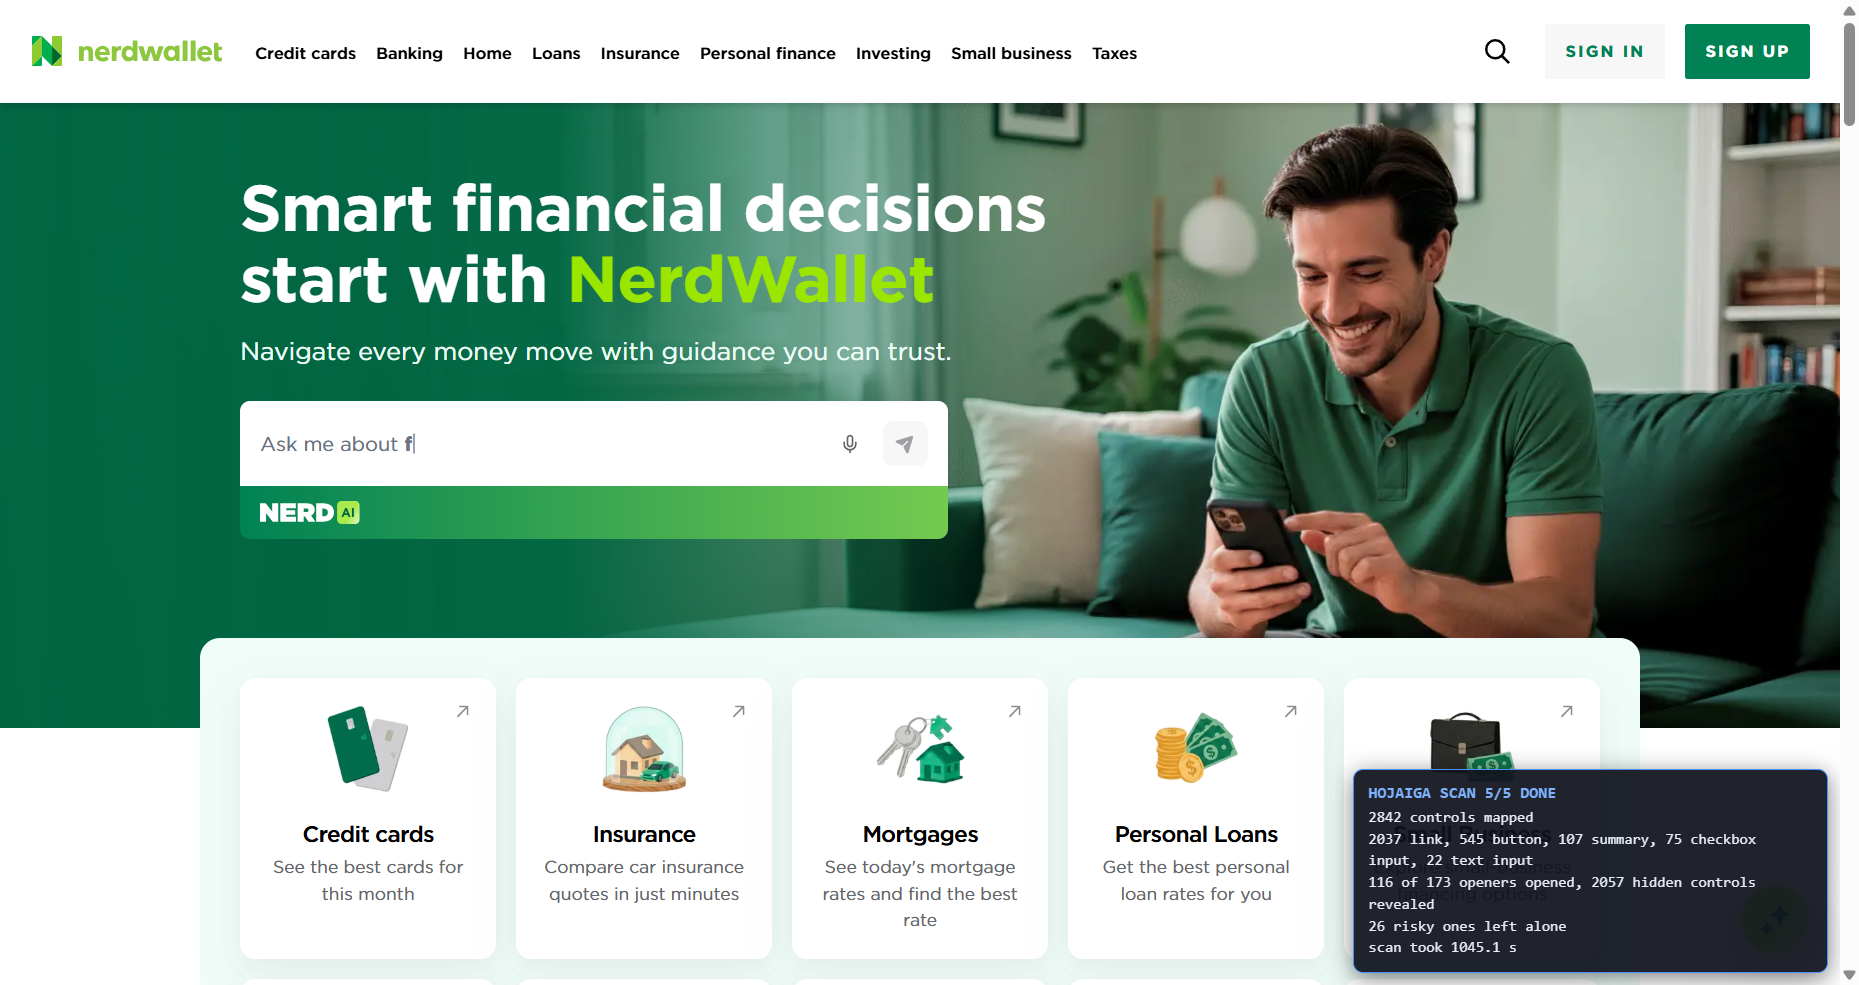 nerdwallet
Credit cards Banking Home Loans Insurance Personal finance Investing Small business Taxes
SIGN IN
SIGN UP
Smart financial decisions
start with NerdWallet
Navigate every money move with guidance you can trust.
Ask me about f
NERD AI
Credit cards
See the best cards for
this month
Insurance
Compare car insurance
quotes in just minutes
Mortgages
See today's mortgage
rates and find the best
rate
Personal Loans
Get the best personal
loan rates for you
HOJAIGA SCAN 5/5 DONE
2842 controls mapped
2037 link, 545 button, 107 summary, 75 checkbox
input, 22 text input
116 of 173 openers opened, 2057 hidden controls
revealed
26 risky ones left alone
scan took 1045.1 s